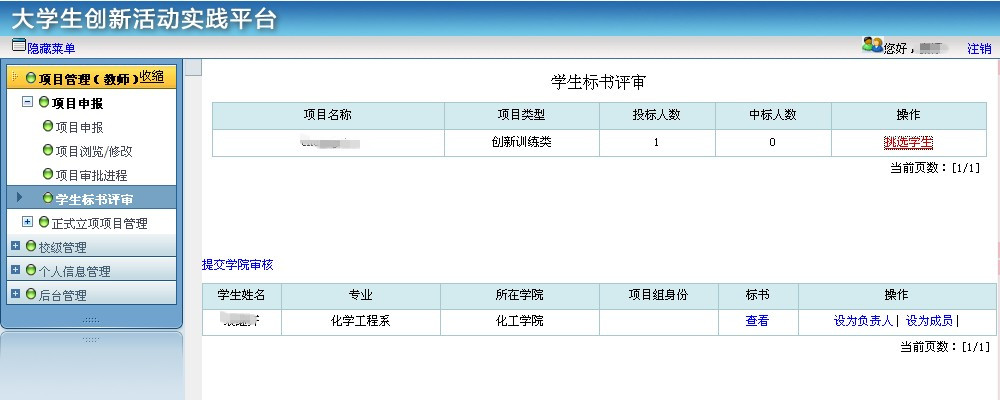 大学生创新活动实践平台
隐藏菜单
您好，
注销
项目管理(教师)收缩
项目申报
项目申报
项目浏览/修改
项目审批进程
学生标书评审
正式立项项目管理
校级管理
个人信息管理
后台管理
学生标书评审
项目名称 项目类型 投标人数 中标人数 操作
创新训练类 1 0 挑选学生
当前页数：[1/1]
提交学院审核
学生姓名 专业 所在学院 项目组身份 标书 操作
化学工程系 化工学院 查看 设为负责人| 设为成员|
当前页数：[1/1]